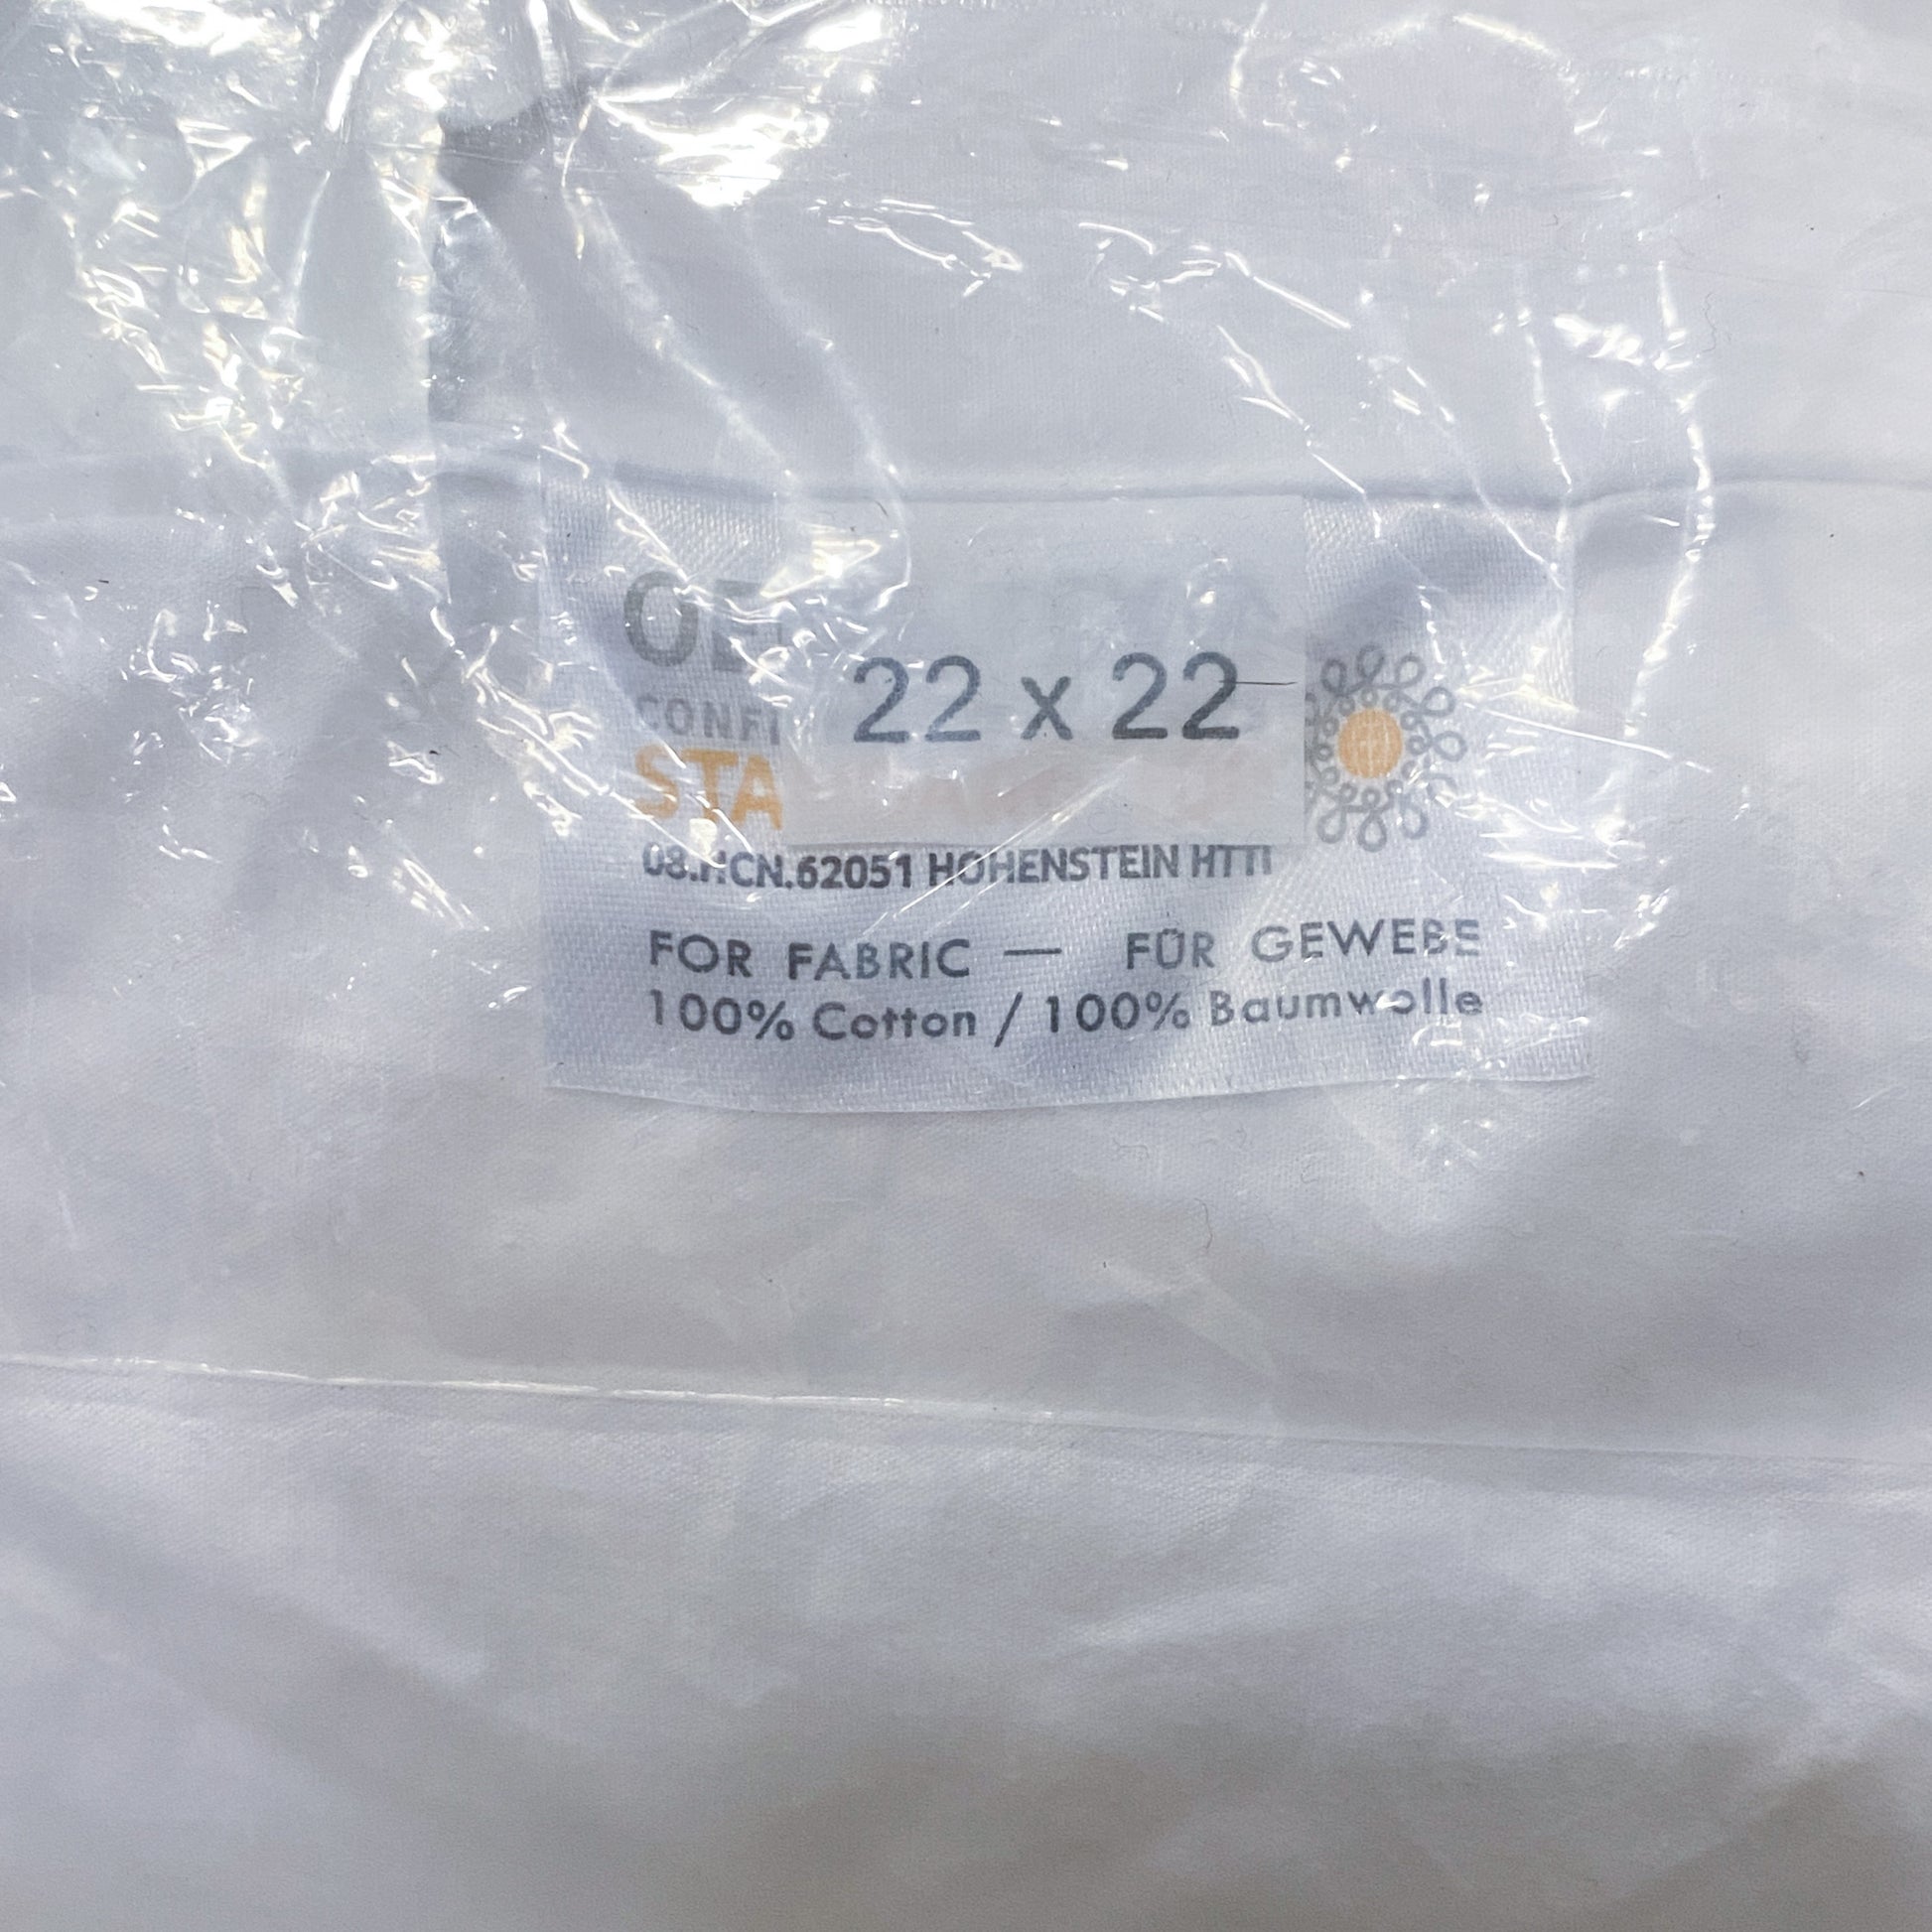 22 x 22
OE
CONFI
STA
08.HCN.62051 HOHENSTEIN HTTI
FOR FABRIC — FÜR GEWEBE
100% Cotton / 100% Baumwolle